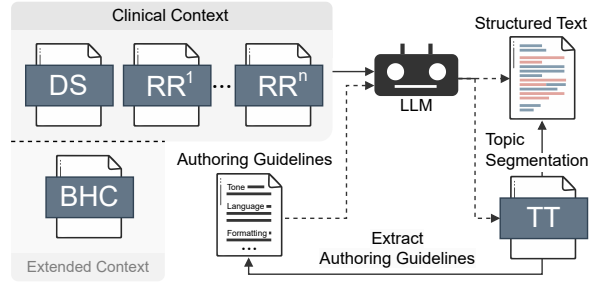 Clinical Context
DS
RR1
...
RRn
BHC
Extended Context
LLM
Authoring Guidelines
Tone
Language
Formatting
...
Structured Text
Topic
Segmentation
TT
Extract
Authoring Guidelines